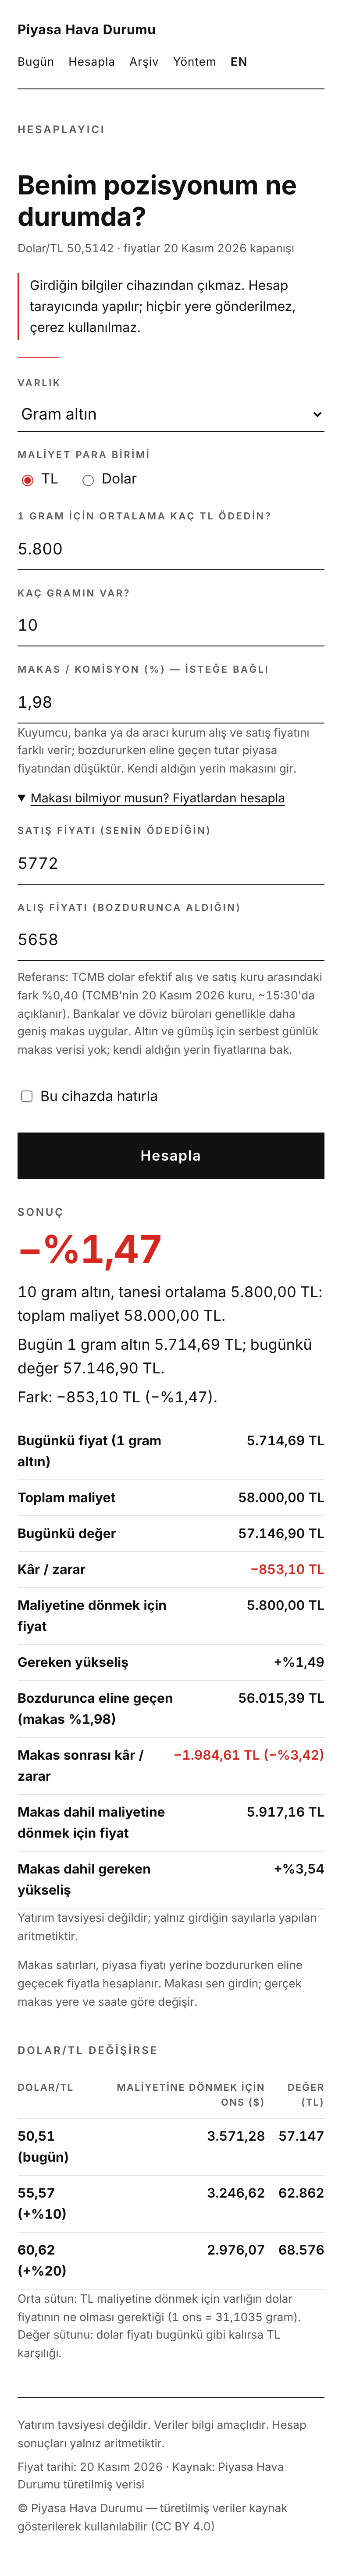 Piyasa Hava Durumu
Bugün Hesapla Arşiv Yöntem EN
HESAPLAYICI
Benim pozisyonum ne
durumda?
Dolar/TL 50,5142 · fiyatlar 20 Kasım 2026 kapanışı
Girdiğin bilgiler cihazından çıkmaz. Hesap
tarayıcında yapılır; hiçbir yere gönderilmez,
çerez kullanılmaz.
VARLIK
Gram altın
MALİYET PARA BİRİMİ
TL Dolar
1 GRAM İÇİN ORTALAMA KAÇ TL ÖDEDİN?
5.800
KAÇ GRAMIN VAR?
10
MAKAS / KOMİSYON (%) — İSTEĞE BAĞLI
1,98
Kuyumcu, banka ya da aracı kurum alış ve satış fiyatını
farklı verir; bozdururken eline geçen tutar piyasa
fiyatından düşüktür. Kendi aldığın yerin makasını gir.
▼ Makası bilmiyor musun? Fiyatlardan hesapla
SATIŞ FİYATI (SENİN ÖDEDİĞİN)
5772
ALIŞ FİYATI (BOZDURUNCA ALDIĞIN)
5658
Referans: TCMB dolar efektif alış ve satış kuru arasındaki
fark %0,40 (TCMB'nin 20 Kasım 2026 kuru, ~15:30'da
açıklanır). Bankalar ve döviz büroları genellikle daha
geniş makas uygular. Altın ve gümüş için serbest günlük
makas verisi yok; kendi aldığın yerin fiyatlarına bak.
Bu cihazda hatırla
Hesapla
SONUÇ
−%1,47
10 gram altın, tanesi ortalama 5.800,00 TL:
toplam maliyet 58.000,00 TL.
Bugün 1 gram altın 5.714,69 TL; bugünkü
değer 57.146,90 TL.
Fark: −853,10 TL (−%1,47).
Bugünkü fiyat (1 gram 5.714,69 TL
altın)
Toplam maliyet 58.000,00 TL
Bugünkü değer 57.146,90 TL
Kâr / zarar −853,10 TL
Maliyetine dönmek için 5.800,00 TL
fiyat
Gereken yükseliş +%1,49
Bozdurunca eline geçen 56.015,39 TL
(makas %1,98)
Makas sonrası kâr / −1.984,61 TL (−%3,42)
zarar
Makas dahil maliyetine 5.917,16 TL
dönmek için fiyat
Makas dahil gereken +%3,54
yükseliş
Yatırım tavsiyesi değildir; yalnız girdiğin sayılarla yapılan
aritmetiktir.
Makas satırları, piyasa fiyatı yerine bozdururken eline
geçecek fiyatla hesaplanır. Makası sen girdin; gerçek
makas yere ve saate göre değişir.
DOLAR/TL DEĞİŞİRSE
DOLAR/TL MALİYETİNE DÖNMEK İÇİN DEĞER
ONS ($) (TL)
50,51 3.571,28 57.147
(bugün)
55,57 3.246,62 62.862
(+%10)
60,62 2.976,07 68.576
(+%20)
Orta sütun: TL maliyetine dönmek için varlığın dolar
fiyatının ne olması gerektiği (1 ons = 31,1035 gram).
Değer sütunu: dolar fiyatı bugünkü gibi kalırsa TL
karşılığı.
Yatırım tavsiyesi değildir. Veriler bilgi amaçlıdır. Hesap
sonuçları yalnız aritmetiktir.
Fiyat tarihi: 20 Kasım 2026 · Kaynak: Piyasa Hava
Durumu türetilmiş verisi
© Piyasa Hava Durumu — türetilmiş veriler kaynak
gösterilerek kullanılabilir (CC BY 4.0)